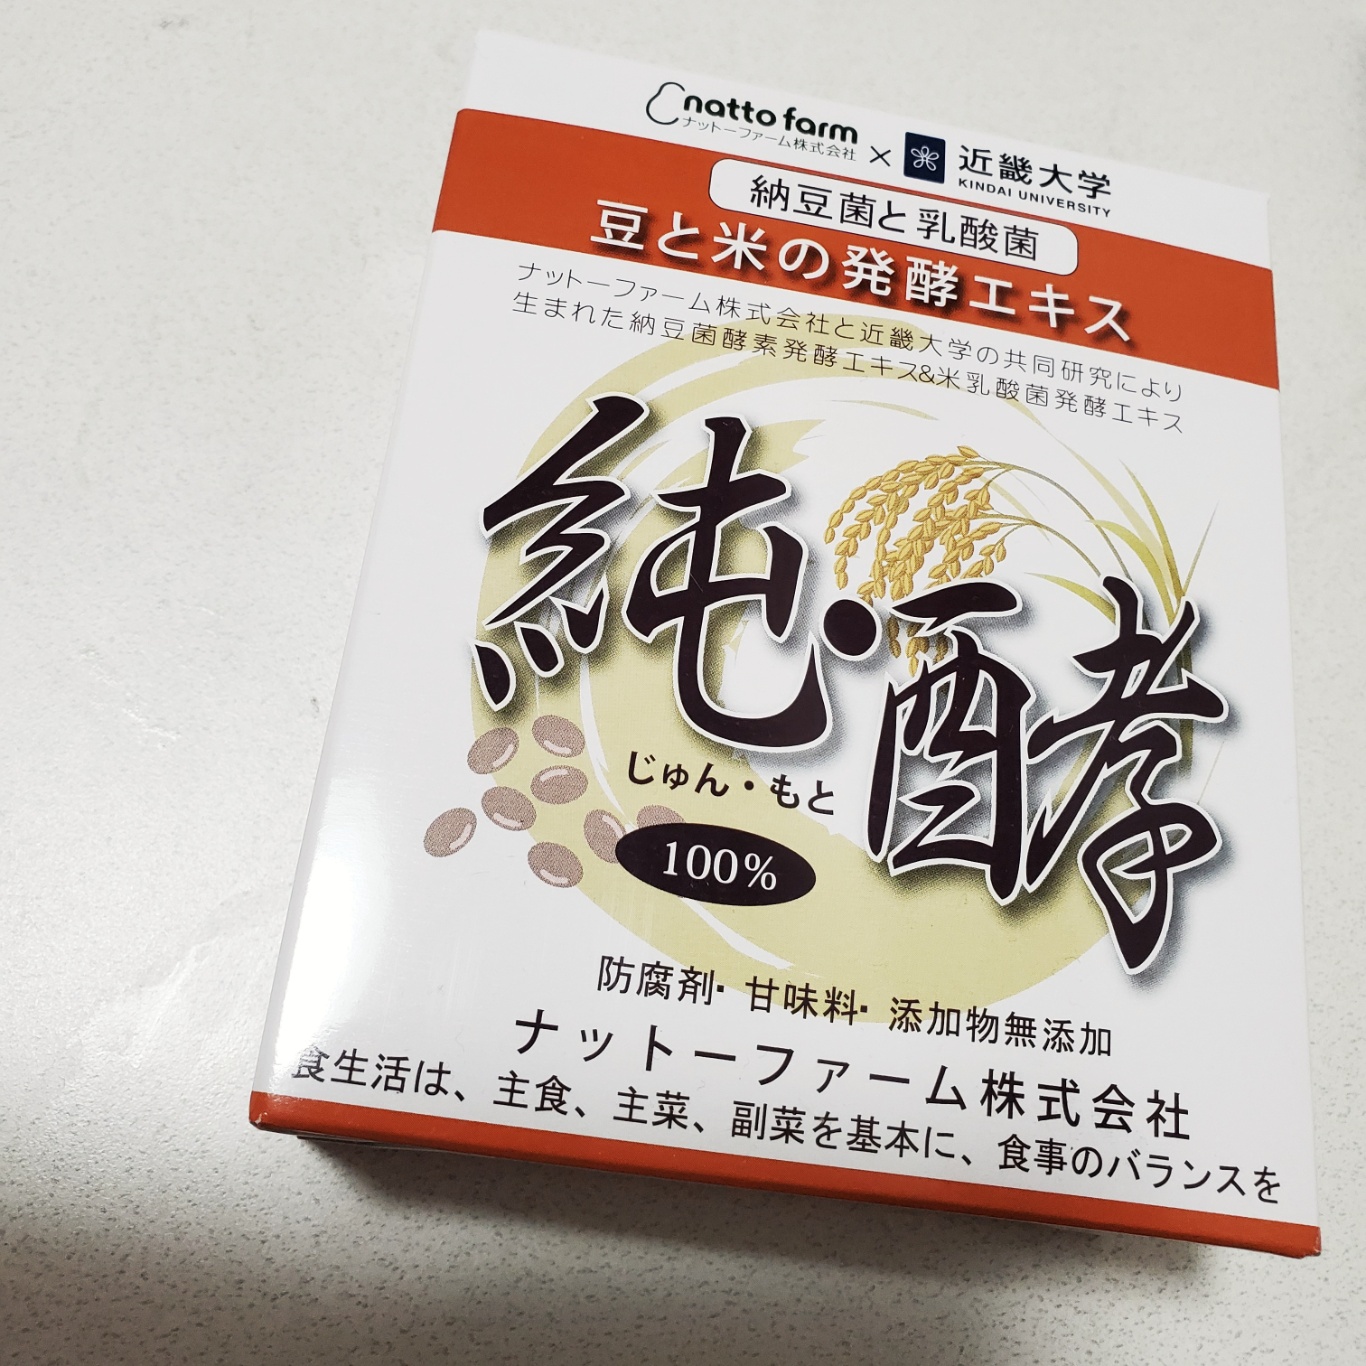 natto farm
ナットーファーム株式会社
×
近畿大学
KINDAI UNIVERSITY
納豆菌と乳酸菌
豆と米の発酵エキス
ナットーファーム株式会社と近畿大学の共同研究により
生まれた納豆菌酵素発酵エキス&米乳酸菌発酵エキス
純・酵
じゅん・もと
100%
防腐剤・甘味料・添加物無添加
ナットーファーム株式会社
食生活は、主食、主菜、副菜を基本に、食事のバランスを